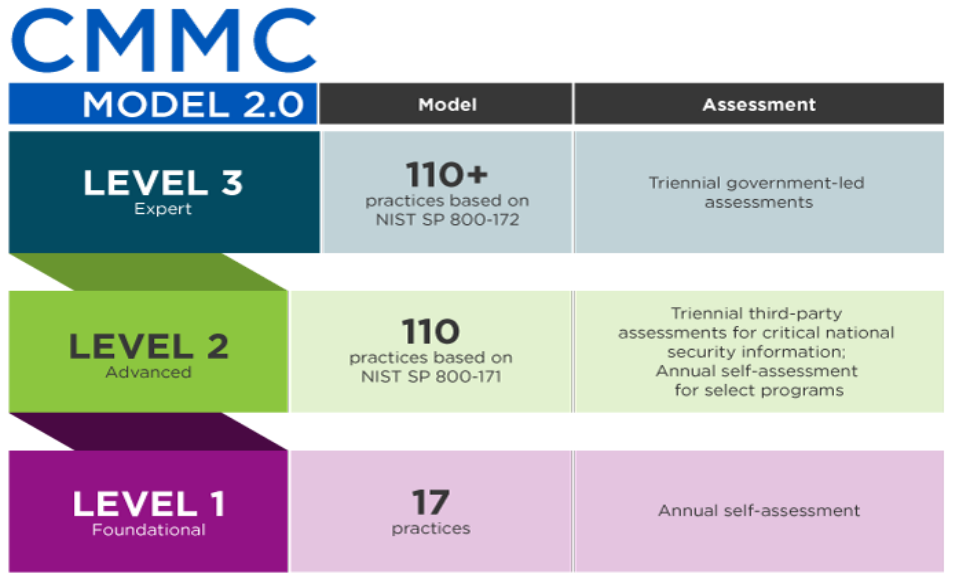 CMMC
MODEL 2.0
Model
Assessment
LEVEL 3
Expert
110+
practices based on
NIST SP 800-172
Triennial government-led
assessments
LEVEL 2
Advanced
110
practices based on
NIST SP 800-171
Triennial third-party
assessments for critical national
security information;
Annual self-assessment
for select programs
LEVEL 1
Foundational
17
practices
Annual self-assessment